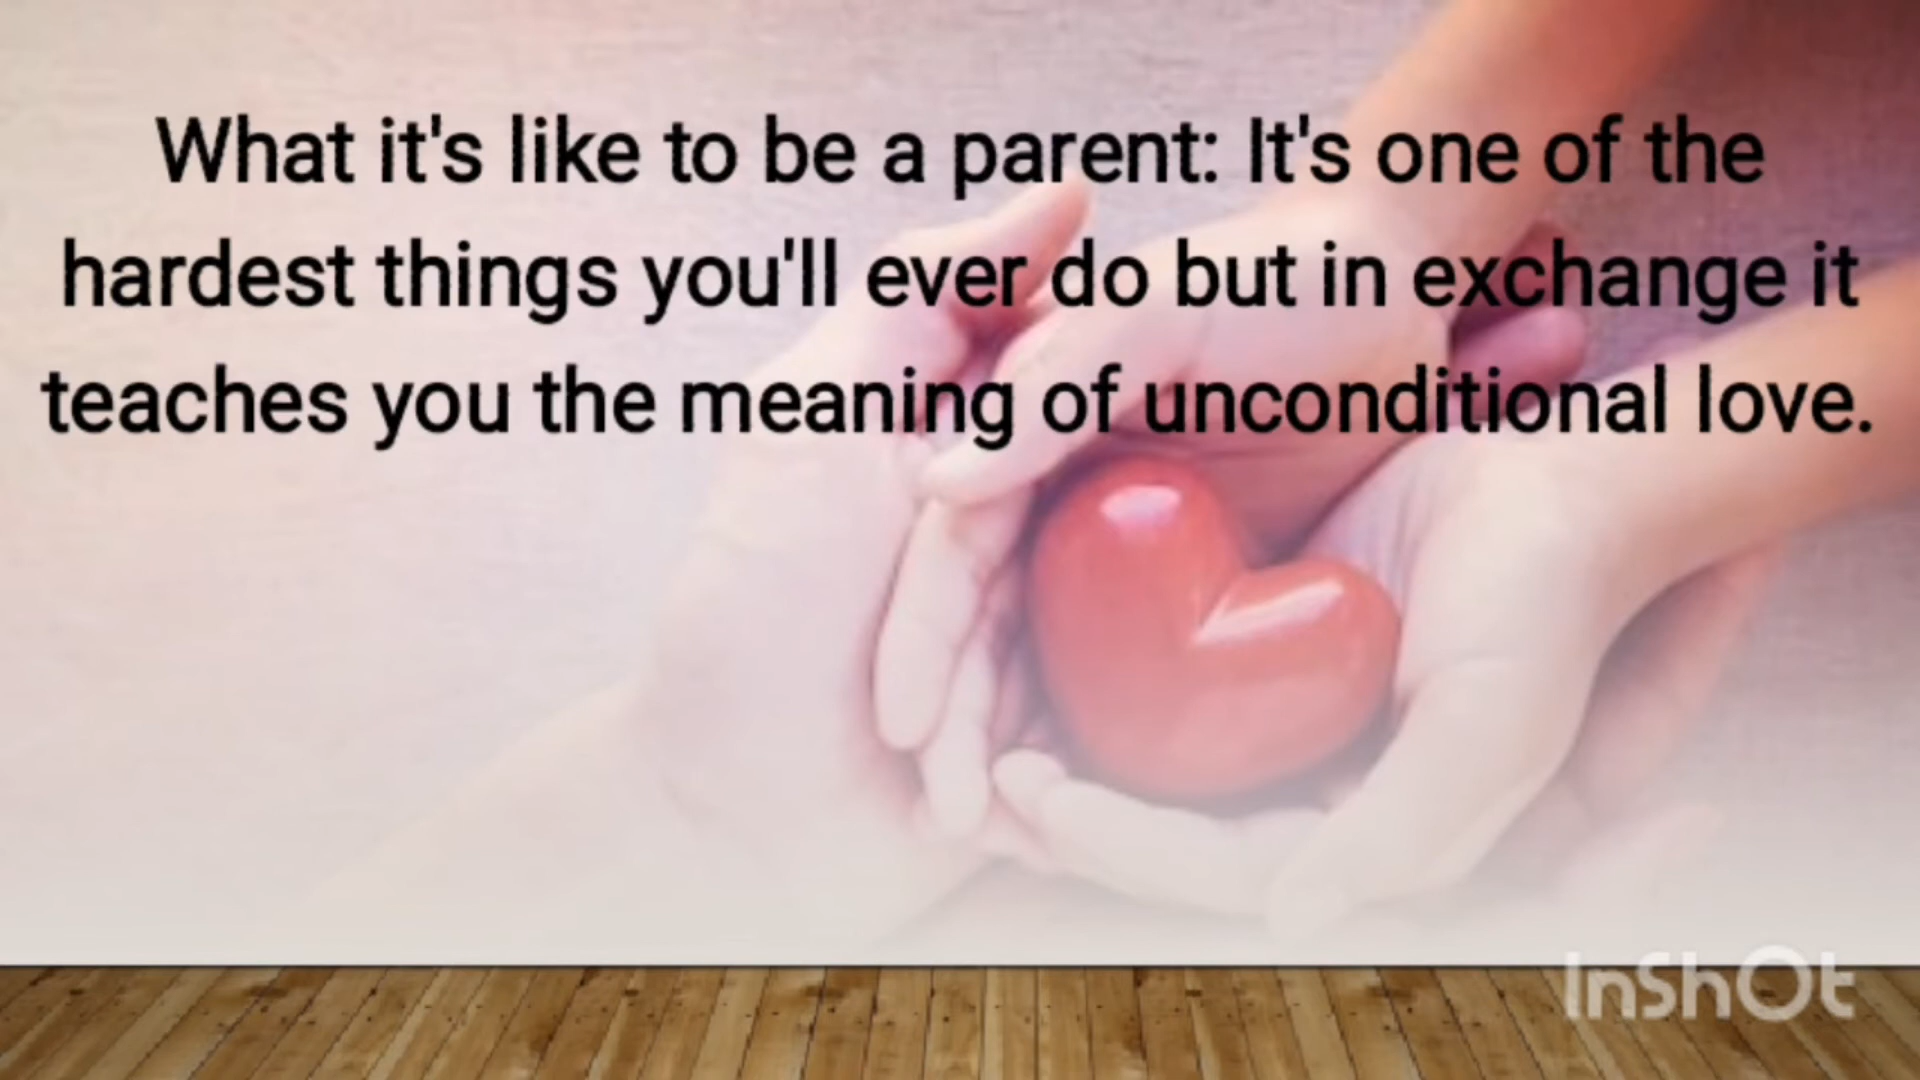 What it's like to be a parent: It's one of the
hardest things you'll ever do but in exchange it
teaches you the meaning of unconditional love.
InShOt